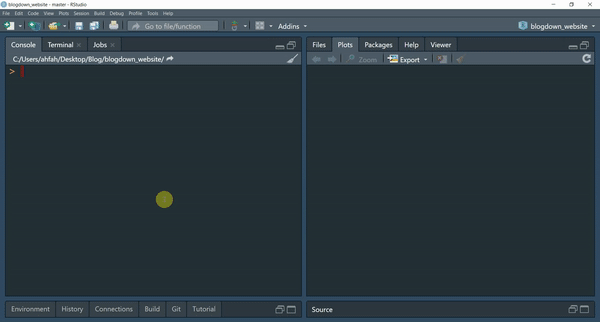 blogdown_website - master - RStudio
File Edit Code View Plots Session Build Debug Profile Tools Help
Go to file/function
Addins
blogdown_website
Console Terminal Jobs
C:/Users/ahfah/Desktop/Blog/blogdown_website/
>
Files Plots Packages Help Viewer
Zoom Export
Environment History Connections Build Git Tutorial
Source